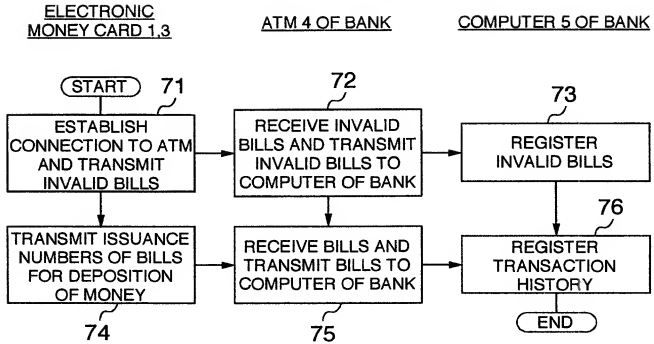 ELECTRONIC
MONEY CARD 1,3
ATM 4 OF BANK
COMPUTER 5 OF BANK
START
71
ESTABLISH
CONNECTION TO ATM
AND TRANSMIT
INVALID BILLS
72
RECEIVE INVALID
BILLS AND TRANSMIT
INVALID BILLS TO
COMPUTER OF BANK
73
REGISTER
INVALID BILLS
TRANSMIT ISSUANCE
NUMBERS OF BILLS
FOR DEPOSITION
OF MONEY
74
RECEIVE BILLS AND
TRANSMIT BILLS TO
COMPUTER OF BANK
75
76
REGISTER
TRANSACTION
HISTORY
END